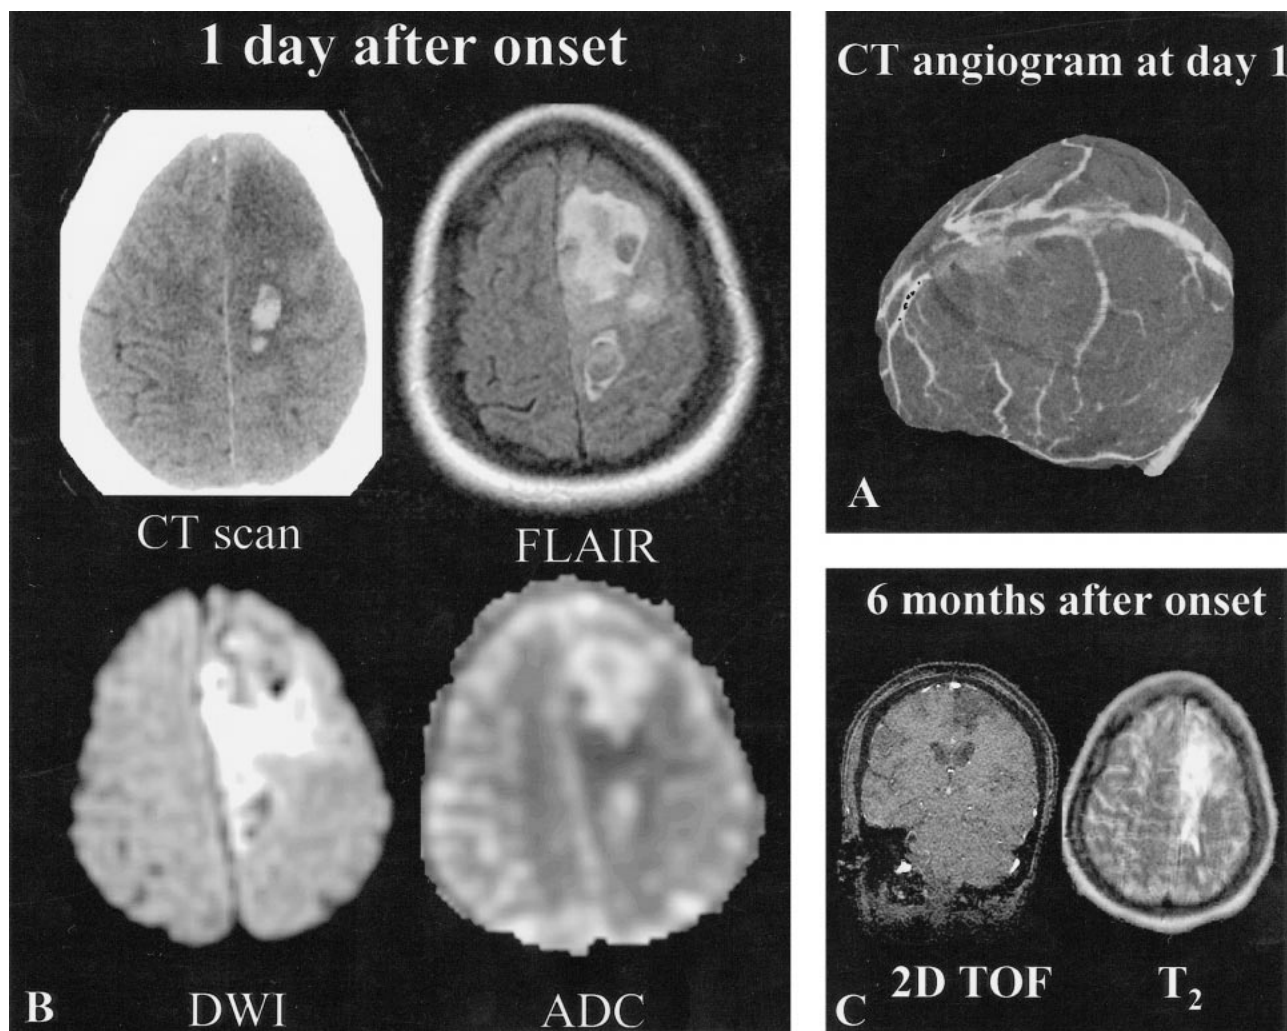 1 day after onset
CT scan
FLAIR
DWI
ADC
B
CT angiogram at day 1
A
6 months after onset
2D TOF
T₂
C